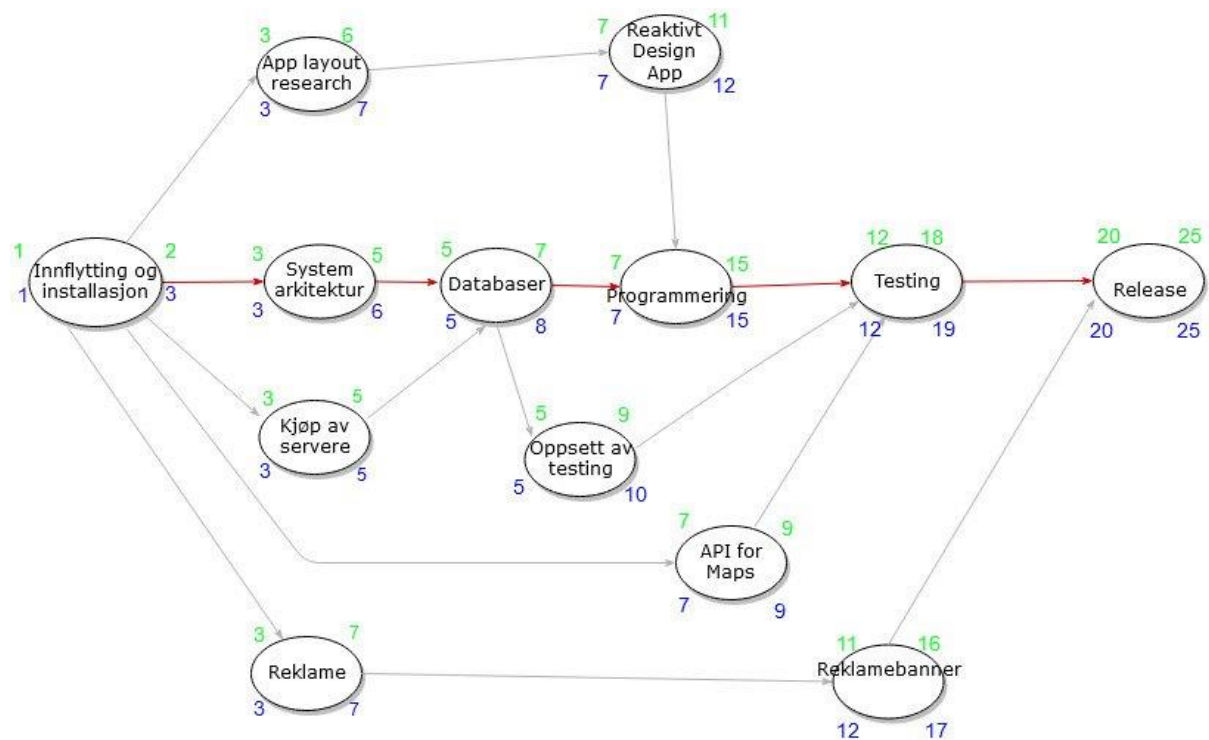 3 6
App layout
research
3 7
7 11
Reaktivt
Design
App
7 12
1 2
Innflytting og
installasjon
1 3
3 5
System
arkitektur
3 6
5 7
Databaser
5 8
7 15
Programmering
7 15
12 18
Testing
12 19
20 25
Release
20 25
3 5
Kjøp av
servere
3 5
5 9
Oppsett av
testing
5 10
7 9
API for
Maps
7 9
3 7
Reklame
3 7
11 16
Reklamebanner
12 17